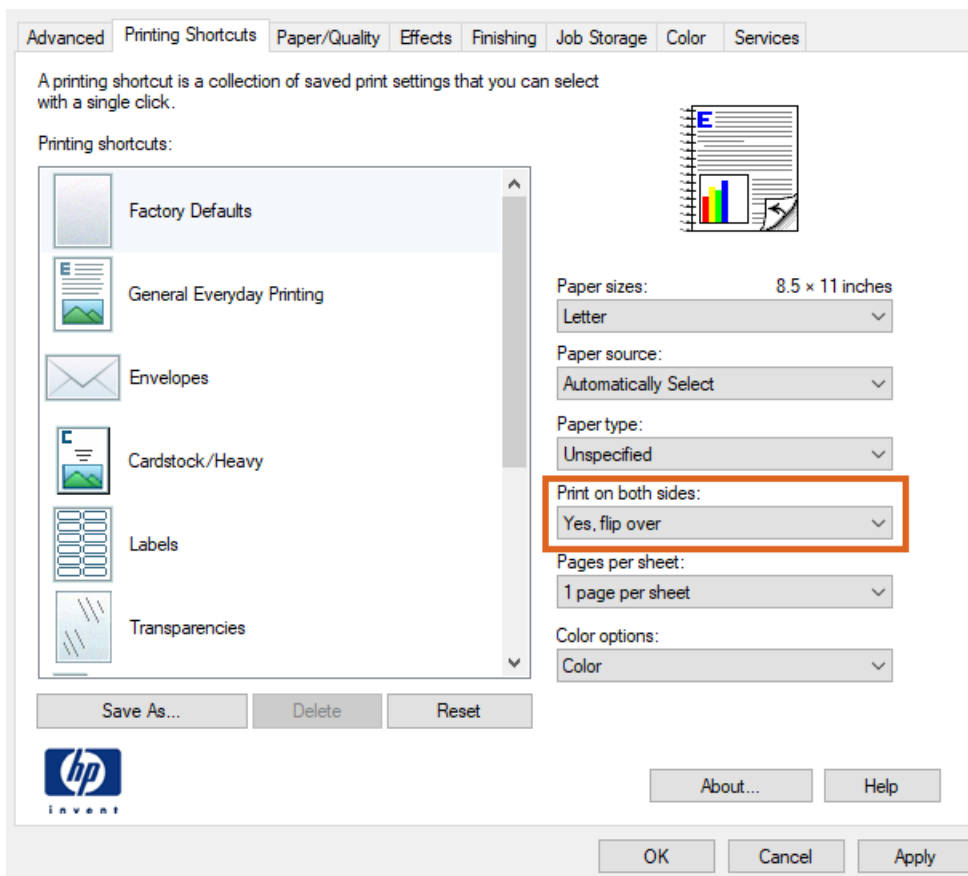 Advanced Printing Shortcuts Paper/Quality Effects Finishing Job Storage Color Services
A printing shortcut is a collection of saved print settings that you can select
with a single click.
Printing shortcuts:
Factory Defaults
General Everyday Printing
Envelopes
Cardstock/Heavy
Labels
Transparencies
Save As... Delete Reset
E
Paper sizes: 8.5 × 11 inches
Letter
Paper source:
Automatically Select
Paper type:
Unspecified
Print on both sides:
Yes, flip over
Pages per sheet:
1 page per sheet
Color options:
Color
hp
invent
About... Help
OK Cancel Apply